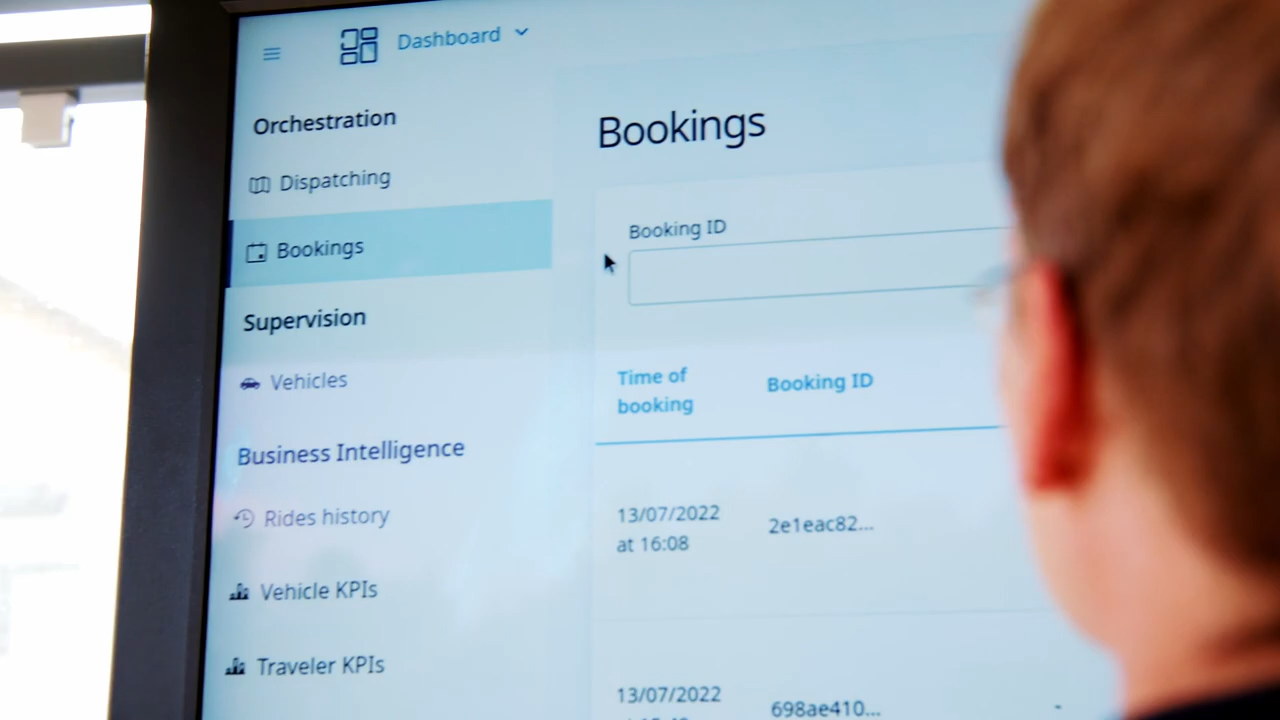 Dashboard
Orchestration
Dispatching
Bookings
Supervision
Vehicles
Business Intelligence
Rides history
Vehicle KPIs
Traveler KPIs
Bookings
Booking ID
Time of
booking
Booking ID
13/07/2022
at 16:08
2e1eac82...
13/07/2022
698ae410...
-